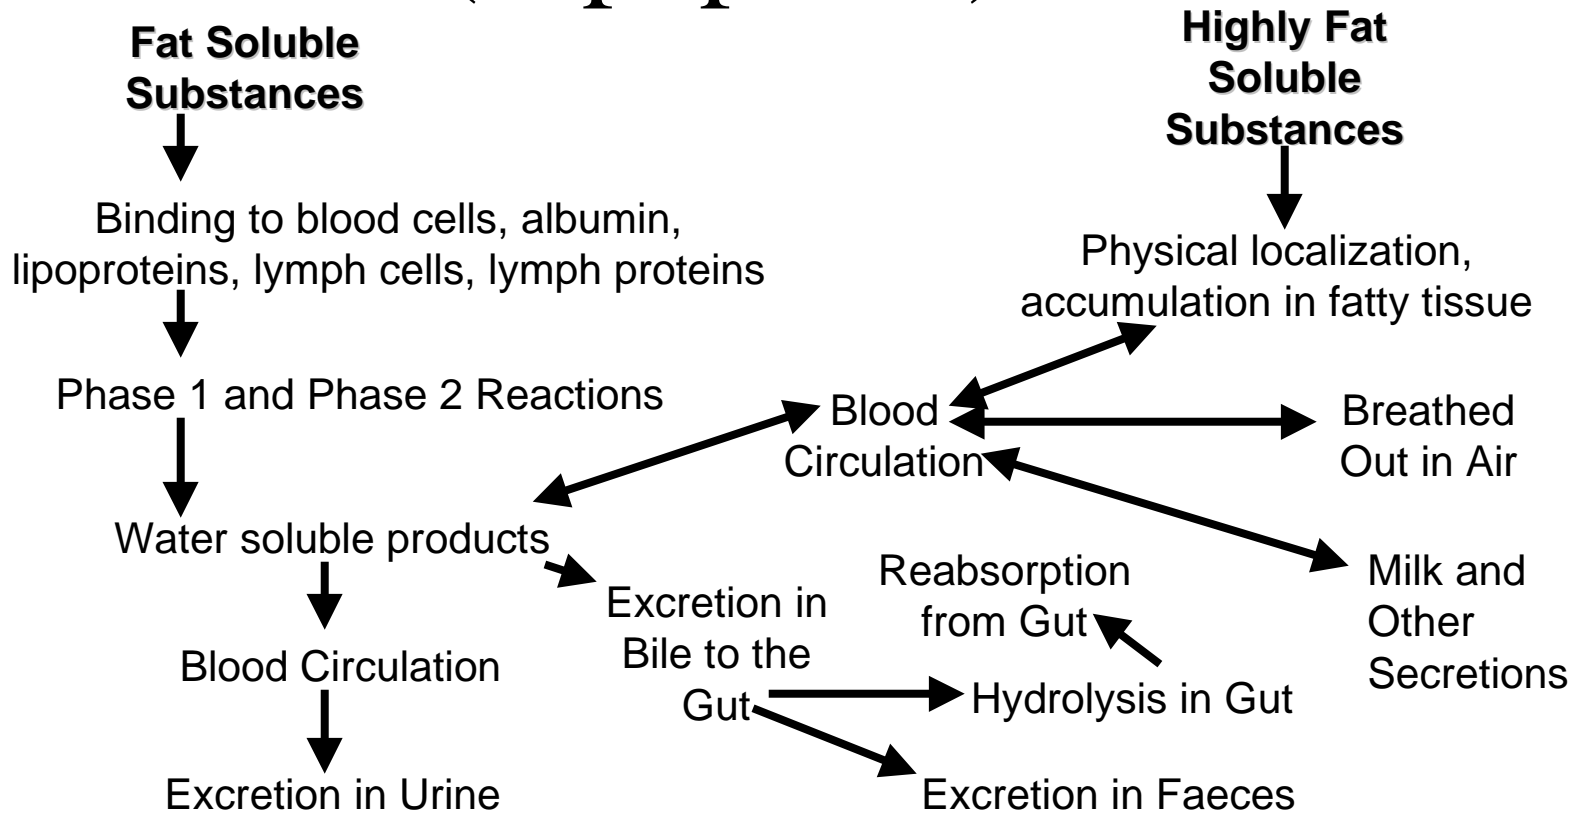 Fat Soluble
Substances
Highly Fat
Soluble
Substances
Binding to blood cells, albumin,
lipoproteins, lymph cells, lymph proteins
Physical localization,
accumulation in fatty tissue
Phase 1 and Phase 2 Reactions
Blood
Circulation
Breathed
Out in Air
Water soluble products
Reabsorption
from Gut
Milk and
Other
Secretions
Excretion in
Bile to the
Gut
Blood Circulation
Hydrolysis in Gut
Excretion in Urine
Excretion in Faeces